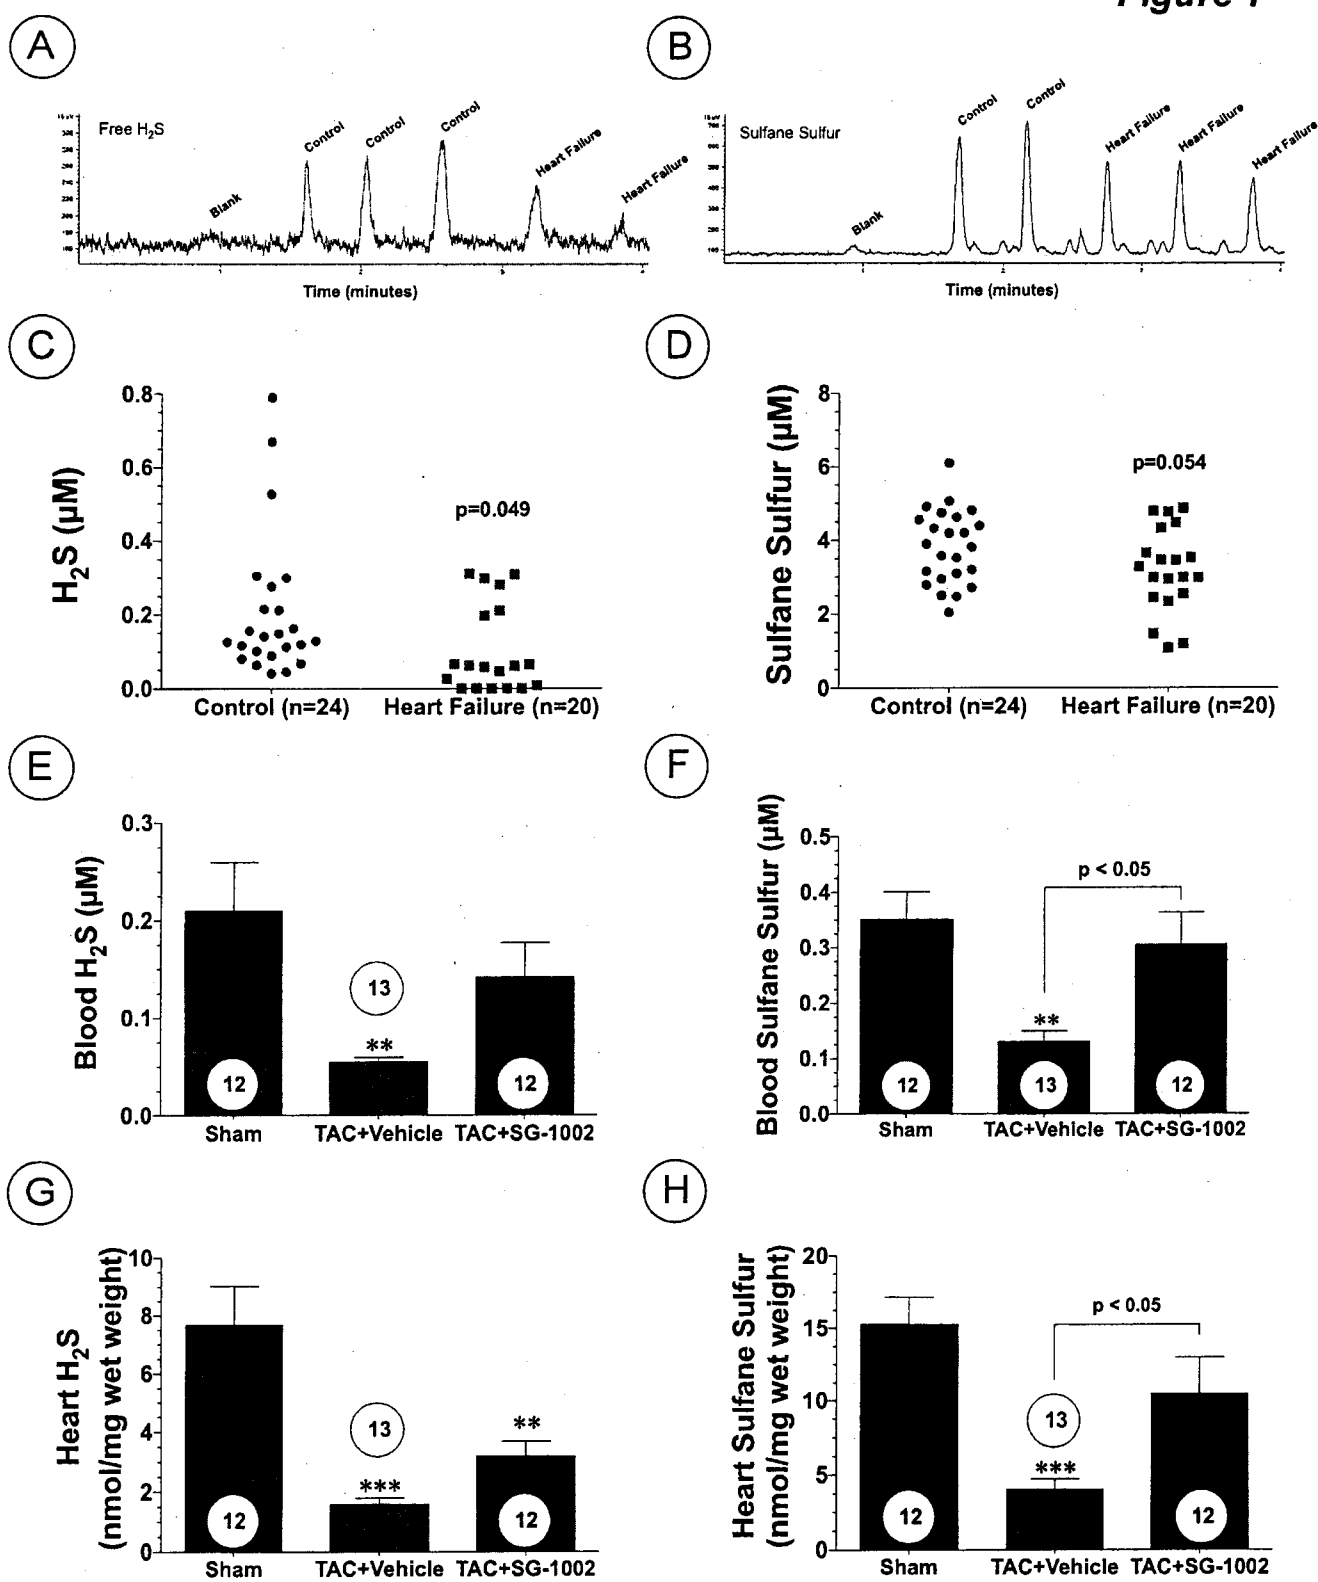 A
B
Free H2S
Blank
Control
Control
Control
Heart Failure
Heart Failure
1
2
3
4
Time (minutes)
Sulfane Sulfur
Blank
Control
Control
Heart Failure
Heart Failure
Heart Failure
Time (minutes)
C
0.8
0.6
0.4
0.2
0.0
H2S (µM)
p=0.049
Control (n=24)
Heart Failure (n=20)
D
8
6
4
2
0
Sulfane Sulfur (µM)
p=0.054
Control (n=24)
Heart Failure (n=20)
E
0.3
0.2
0.1
0.0
Blood H2S (µM)
12
13
**
12
Sham
TAC+Vehicle
TAC+SG-1002
F
0.5
0.4
0.3
0.2
0.1
0.0
Blood Sulfane Sulfur (µM)
p < 0.05
12
**
13
12
Sham
TAC+Vehicle
TAC+SG-1002
G
10
8
6
4
2
0
Heart H2S
(nmol/mg wet weight)
12
13
***
**
12
Sham
TAC+Vehicle
TAC+SG-1002
H
20
15
10
5
0
Heart Sulfane Sulfur
(nmol/mg wet weight)
p < 0.05
12
13
***
12
Sham
TAC+Vehicle
TAC+SG-1002